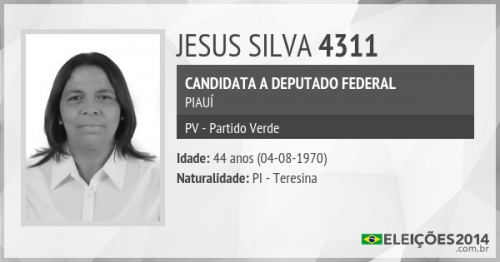 JESUS SILVA 4311
CANDIDATA A DEPUTADO FEDERAL
PIAUÍ
PV - Partido Verde
Idade: 44 anos (04-08-1970)
Naturalidade: PI - Teresina
ELEIÇÕES2014
.com.br